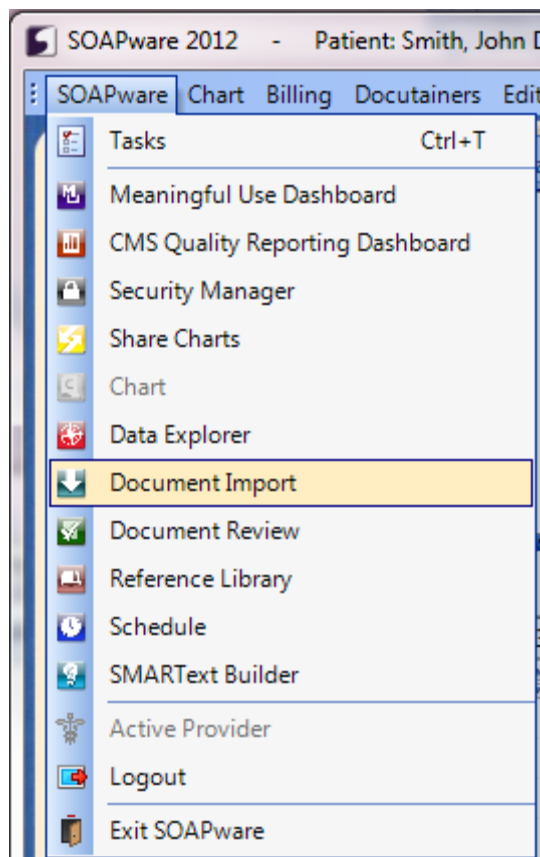 SOAPware 2012 - Patient: Smith, John D
SOAPware Chart Billing Docutainers Edit
Tasks Ctrl+T
Meaningful Use Dashboard
CMS Quality Reporting Dashboard
Security Manager
Share Charts
Chart
Data Explorer
Document Import
Document Review
Reference Library
Schedule
SMARText Builder
Active Provider
Logout
Exit SOAPware